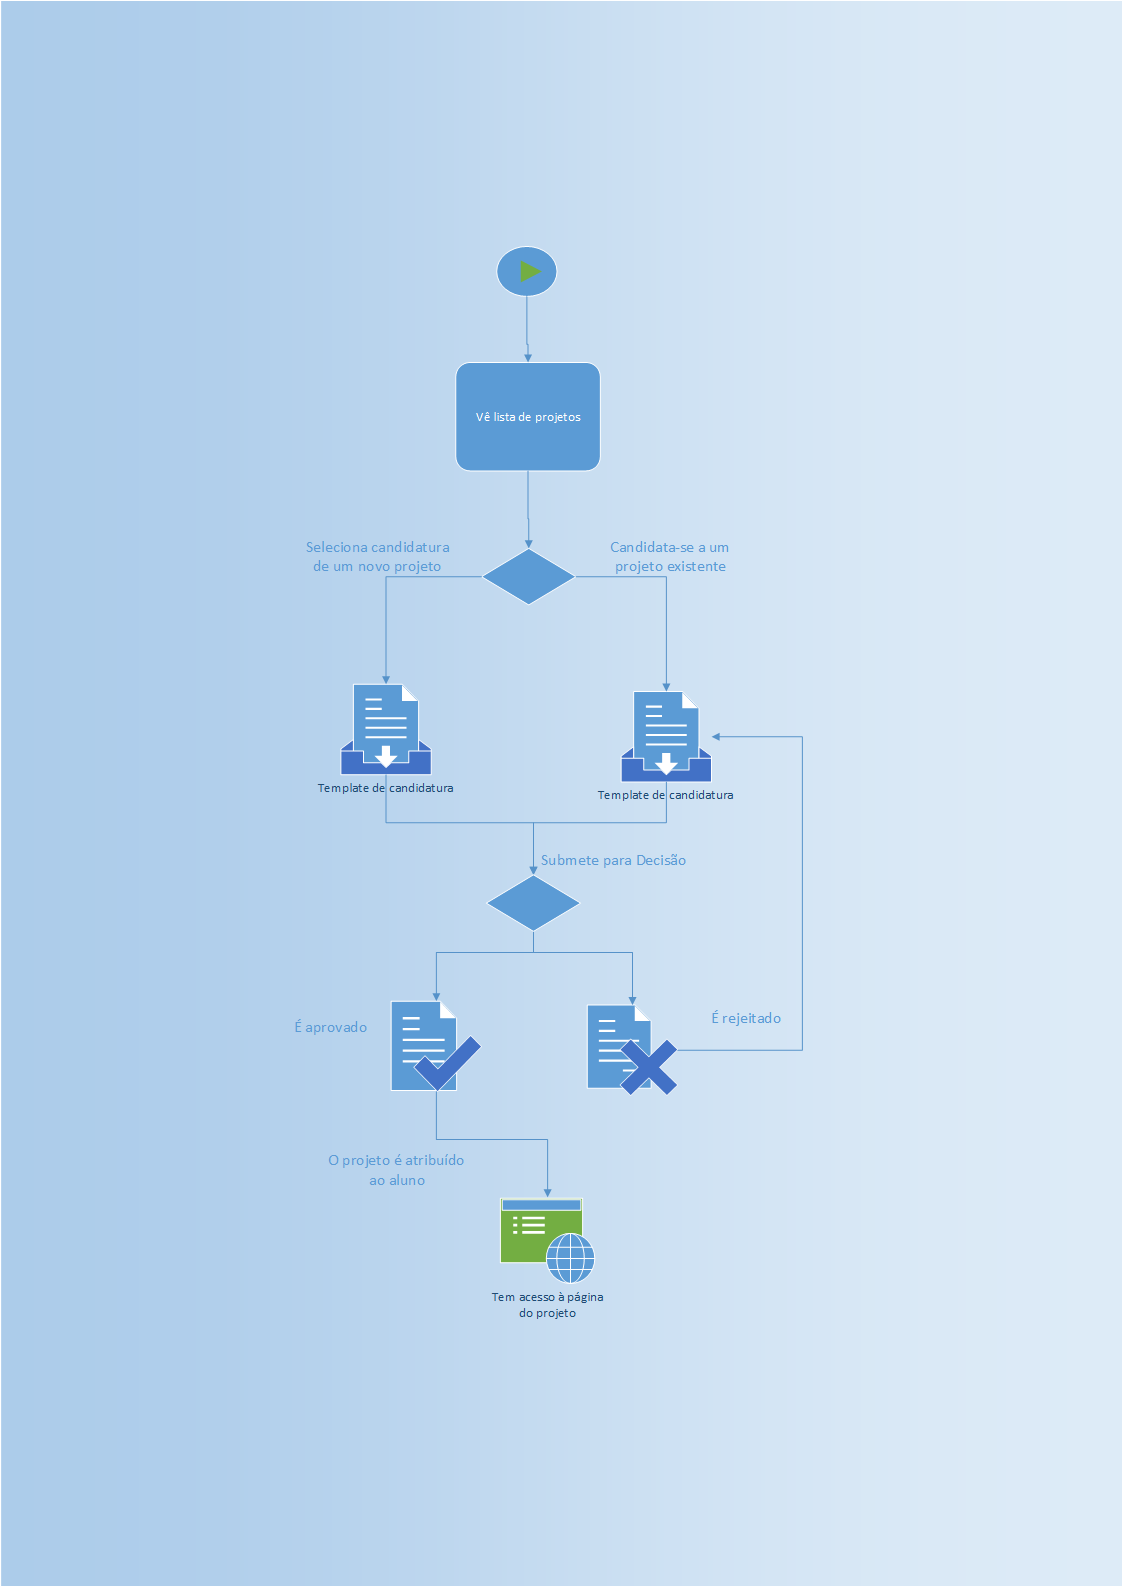 Vê lista de projetos
Seleciona candidatura
de um novo projeto
Candidata-se a um
projeto existente
Template de candidatura
Template de candidatura
Submete para Decisão
É aprovado
É rejeitado
O projeto é atribuído
ao aluno
Tem acesso à página
do projeto